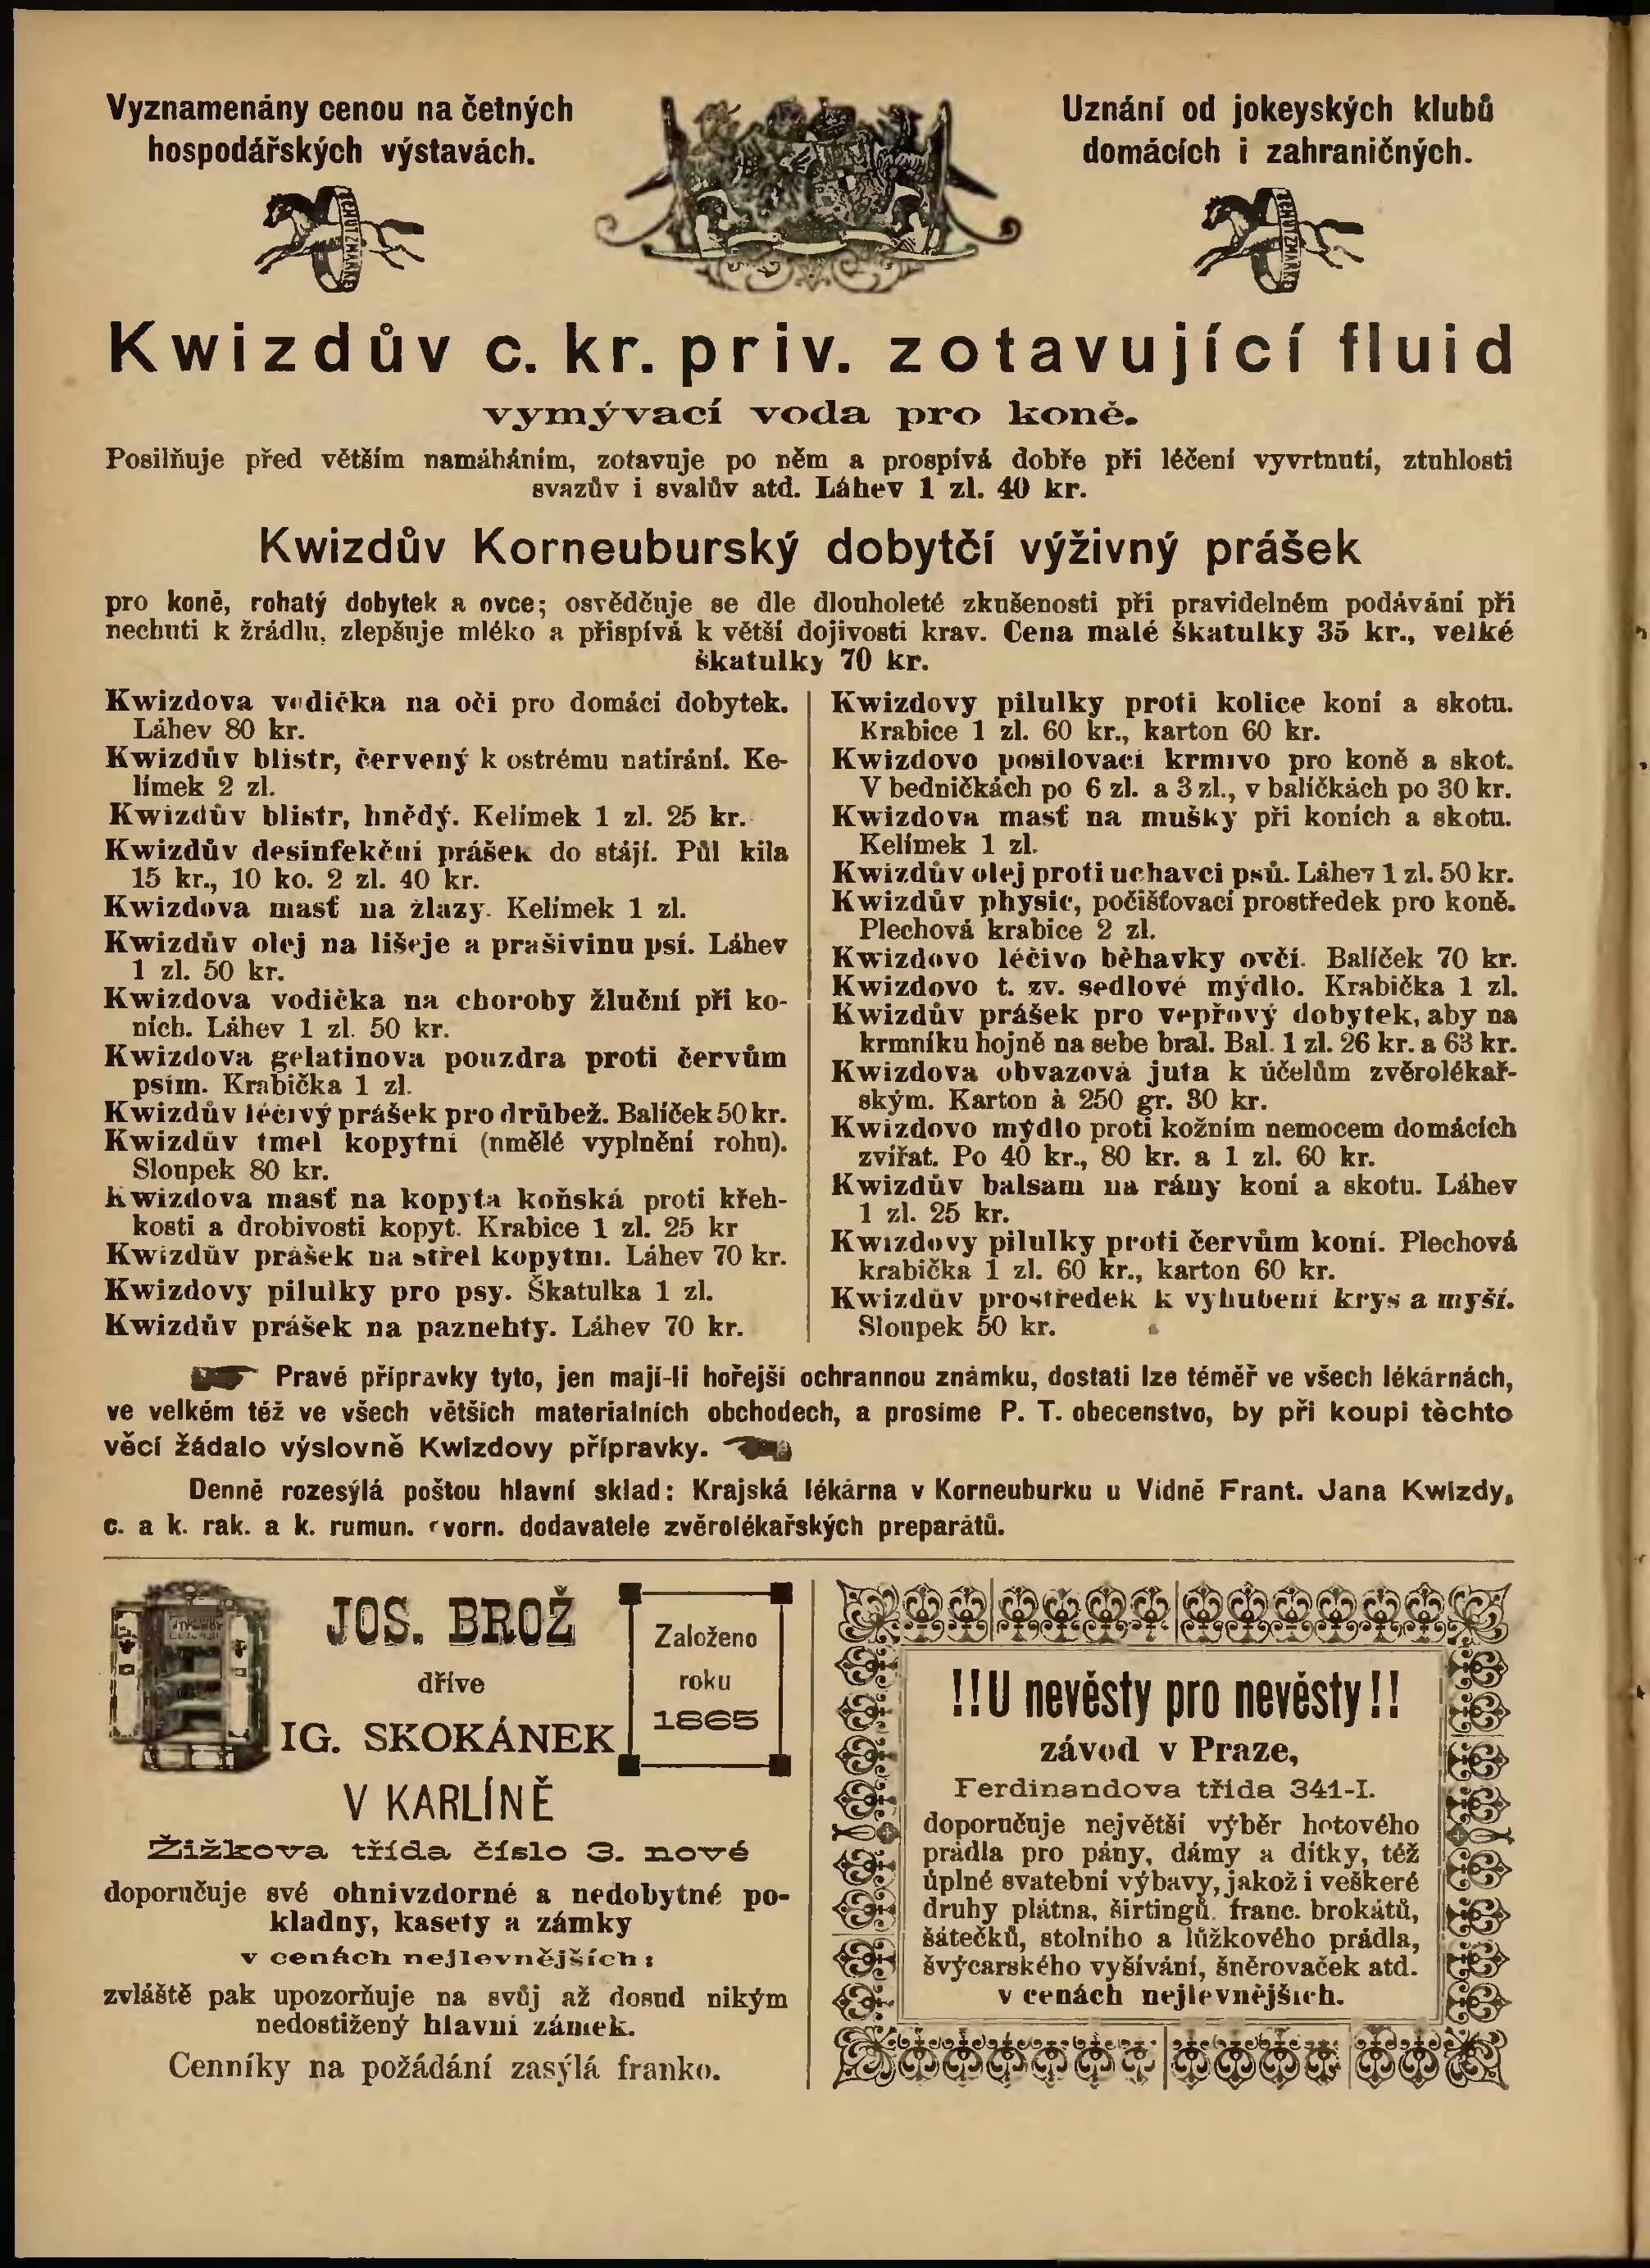 Vyznamenány cenou na četných
hospodářských výstavách.
Uznání od jokeyských klubů
domácích i zahraničných.
SCHUTZMARKE
SCHUTZMARKE
Kwizdův c. kr. priv. zotavující fluid
vymývací voda pro koně.
Posilňuje před větším namáháním, zotavuje po něm a prospívá dobře při léčení vyvrtnutí, ztuhlosti
svazův i svalův atd. Láhev 1 zl. 40 kr.
Kwizdův Korneuburský dobytčí výživný prášek
pro koně, rohatý dobytek a ovce; osvědčuje se dle dlouholeté zkušenosti při pravidelném podávání při
nechuti k žrádlu, zlepšuje mléko a přispívá k větší dojivosti krav. Cena malé škatulky 35 kr., velké
škatulky 70 kr.
Kwizdova vodička na oči pro domácí dobytek.
Láhev 80 kr.
Kwizdův blistr, červený k ostrému natírání. Ke-
límek 2 zl.
Kwizdův blistr, hnědý. Kelímek 1 zl. 25 kr.
Kwizdův desinfekční prášek do stájí. Půl kila
15 kr., 10 ko. 2 zl. 40 kr.
Kwizdova masť na žlazy. Kelímek 1 zl.
Kwizdův olej na lišeje a prašivinu psí. Láhev
1 zl. 50 kr.
Kwizdova vodička na choroby žluční při ko-
ních. Láhev 1 zl. 50 kr.
Kwizdova gelatinova pouzdra proti červům
psím. Krabička 1 zl.
Kwizdův léčivý prášek pro drůbež. Balíček 50 kr.
Kwizdův tmel kopytní (umělé vyplnění rohu).
Sloupek 80 kr.
Kwizdova masť na kopyta koňská proti křeh-
kosti a drobivosti kopyt. Krabice 1 zl. 25 kr
Kwizdův prášek na střel kopytní. Láhev 70 kr.
Kwizdovy pilulky pro psy. Škatulka 1 zl.
Kwizdův prášek na paznehty. Láhev 70 kr.
Kwizdovy pilulky proti kolice koní a skotu.
Krabice 1 zl. 60 kr., karton 60 kr.
Kwizdovo posilovací krmivo pro koně a skot.
V bedničkách po 6 zl. a 3 zl., v balíčkách po 30 kr.
Kwizdova masť na mušky při koních a skotu.
Kelímek 1 zl.
Kwizdův olej proti uchavci psů. Láhev 1 zl. 50 kr.
Kwizdův physic, počišťovací prostředek pro koně.
Plechová krabice 2 zl.
Kwizdovo léčivo běhavky ovčí. Balíček 70 kr.
Kwizdovo t. zv. sedlové mýdlo. Krabička 1 zl.
Kwizdův prášek pro vepřový dobytek, aby na
krmníku hojně na sebe bral. Bal. 1 zl. 26 kr. a 63 kr.
Kwizdova obvazová juta k účelům zvěrolékař-
ským. Karton à 250 gr. 30 kr.
Kwizdovo mýdlo proti kožním nemocem domácích
zvířat. Po 40 kr., 80 kr. a 1 zl. 60 kr.
Kwizdův balsam na rány koní a skotu. Láhev
1 zl. 25 kr.
Kwizdovy pilulky proti červům koní. Plechová
krabička 1 zl. 60 kr., karton 60 kr.
Kwizdův prostředek k vyhubení krys a myší.
Sloupek 50 kr.
Pravé přípravky tyto, jen mají-li hořejší ochrannou známku, dostati lze téměř ve všech lékárnách,
ve velkém též ve všech větších materialních obchodech, a prosíme P. T. obecenstvo, by při koupi těchto
věcí žádalo výslovně Kwizdovy přípravky.
Denně rozesýlá poštou hlavní sklad: Krajská lékárna v Korneuburku u Vídně Frant. Jana Kwizdy,
c. a k. rak. a k. rumun. dvorn. dodavatele zvěrolékařských preparátů.
JOS. BROŽ
dříve
IG. SKOKÁNEK
Založeno
roku
1865
V KARLÍNĚ
Žižkova třída číslo 3. nové
doporučuje své ohnivzdorné a nedobytné po-
kladny, kasety a zámky
v cenách nejlevnějších:
zvláště pak upozorňuje na svůj až dosud nikým
nedostižený hlavní zámek.
Cenníky na požádání zasýlá franko.
!!U nevěsty pro nevěsty!!
závod v Praze,
Ferdinandova třída 341-I.
doporučuje největší výběr hotového
prádla pro pány, dámy a dítky, též
úplné svatební výbavy, jakož i veškeré
druhy plátna, širtingů, franc. brokátů,
šátečků, stolního a lůžkového prádla,
švýcarského vyšívání, šněrovaček atd.
v cenách nejlevnějších.